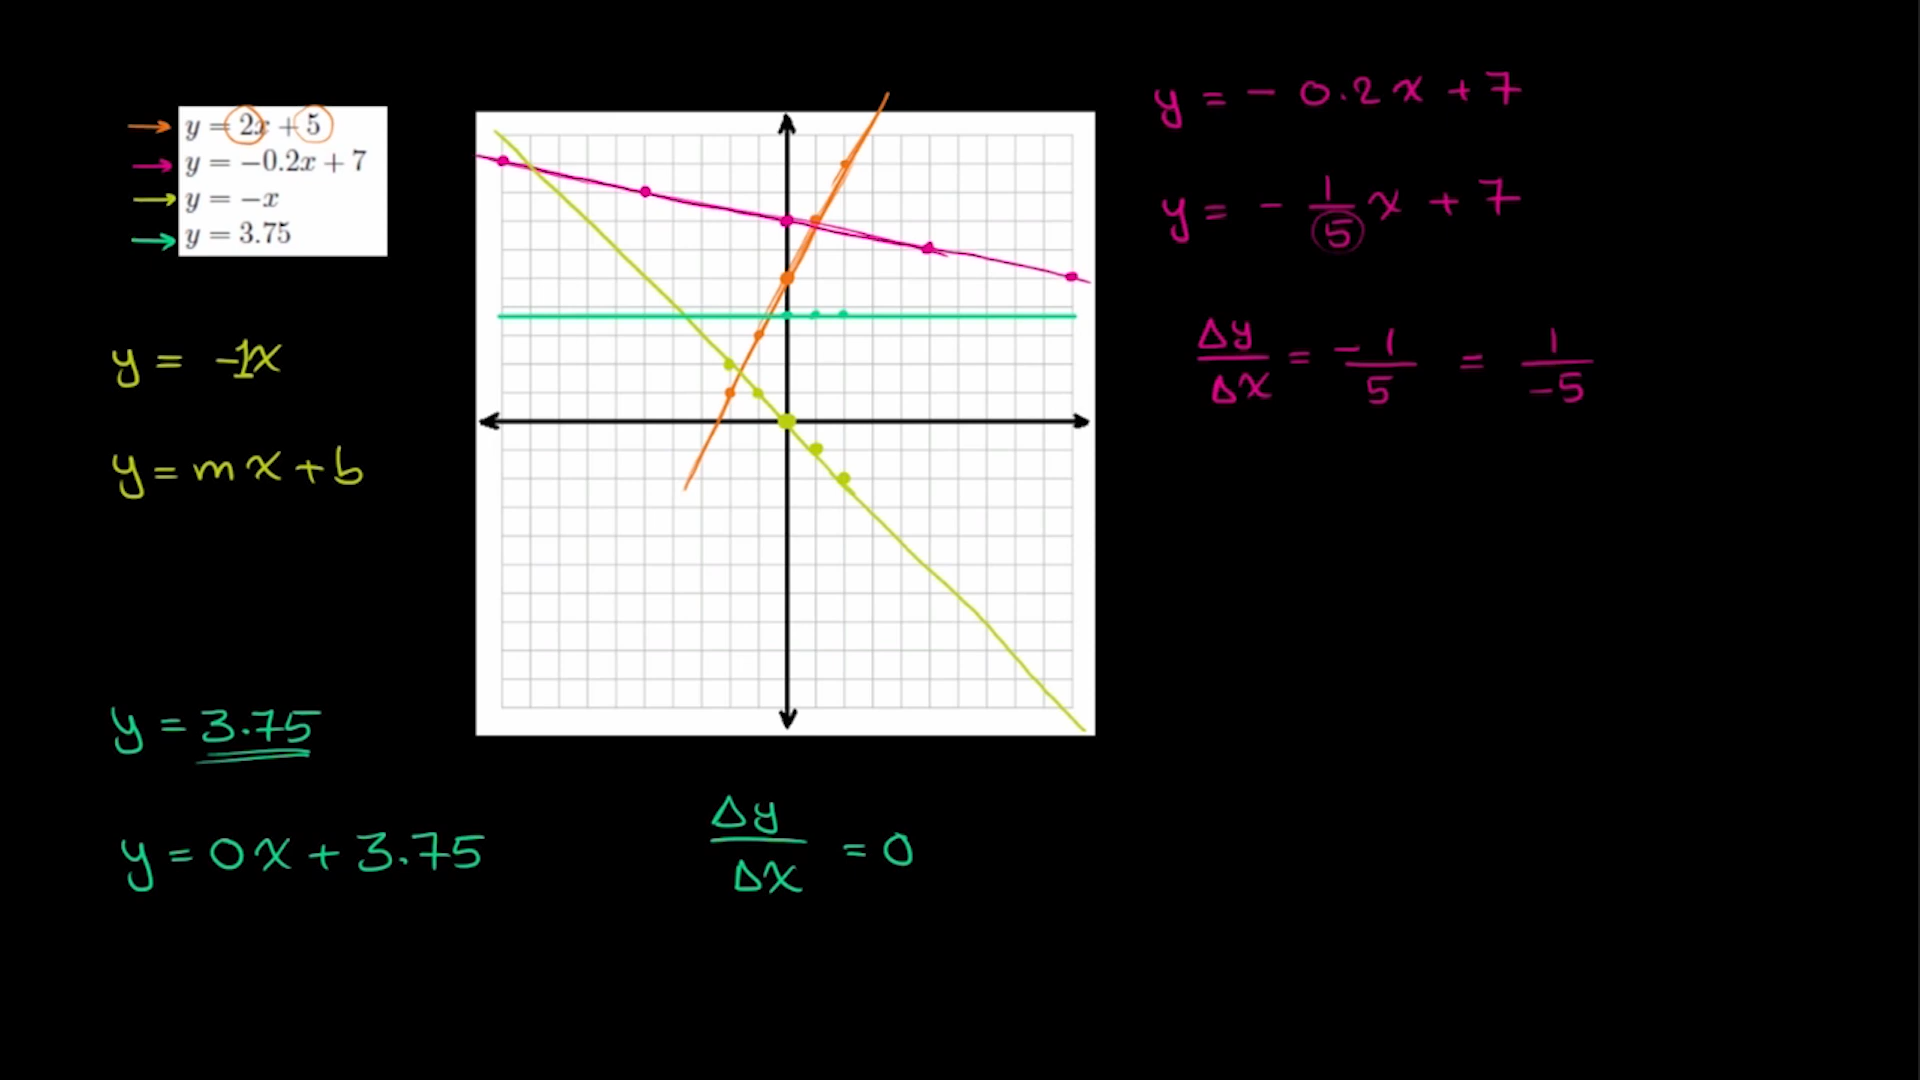 y = 2x + 5
y = −0.2x + 7
y = −x
y = 3.75
y = -1x
y = mx + b
y = 3.75
y = 0x + 3.75
Δy/Δx = 0
y = - 0.2x + 7
y = - 1/5 x + 7
Δy/Δx = -1/5 = 1/-5